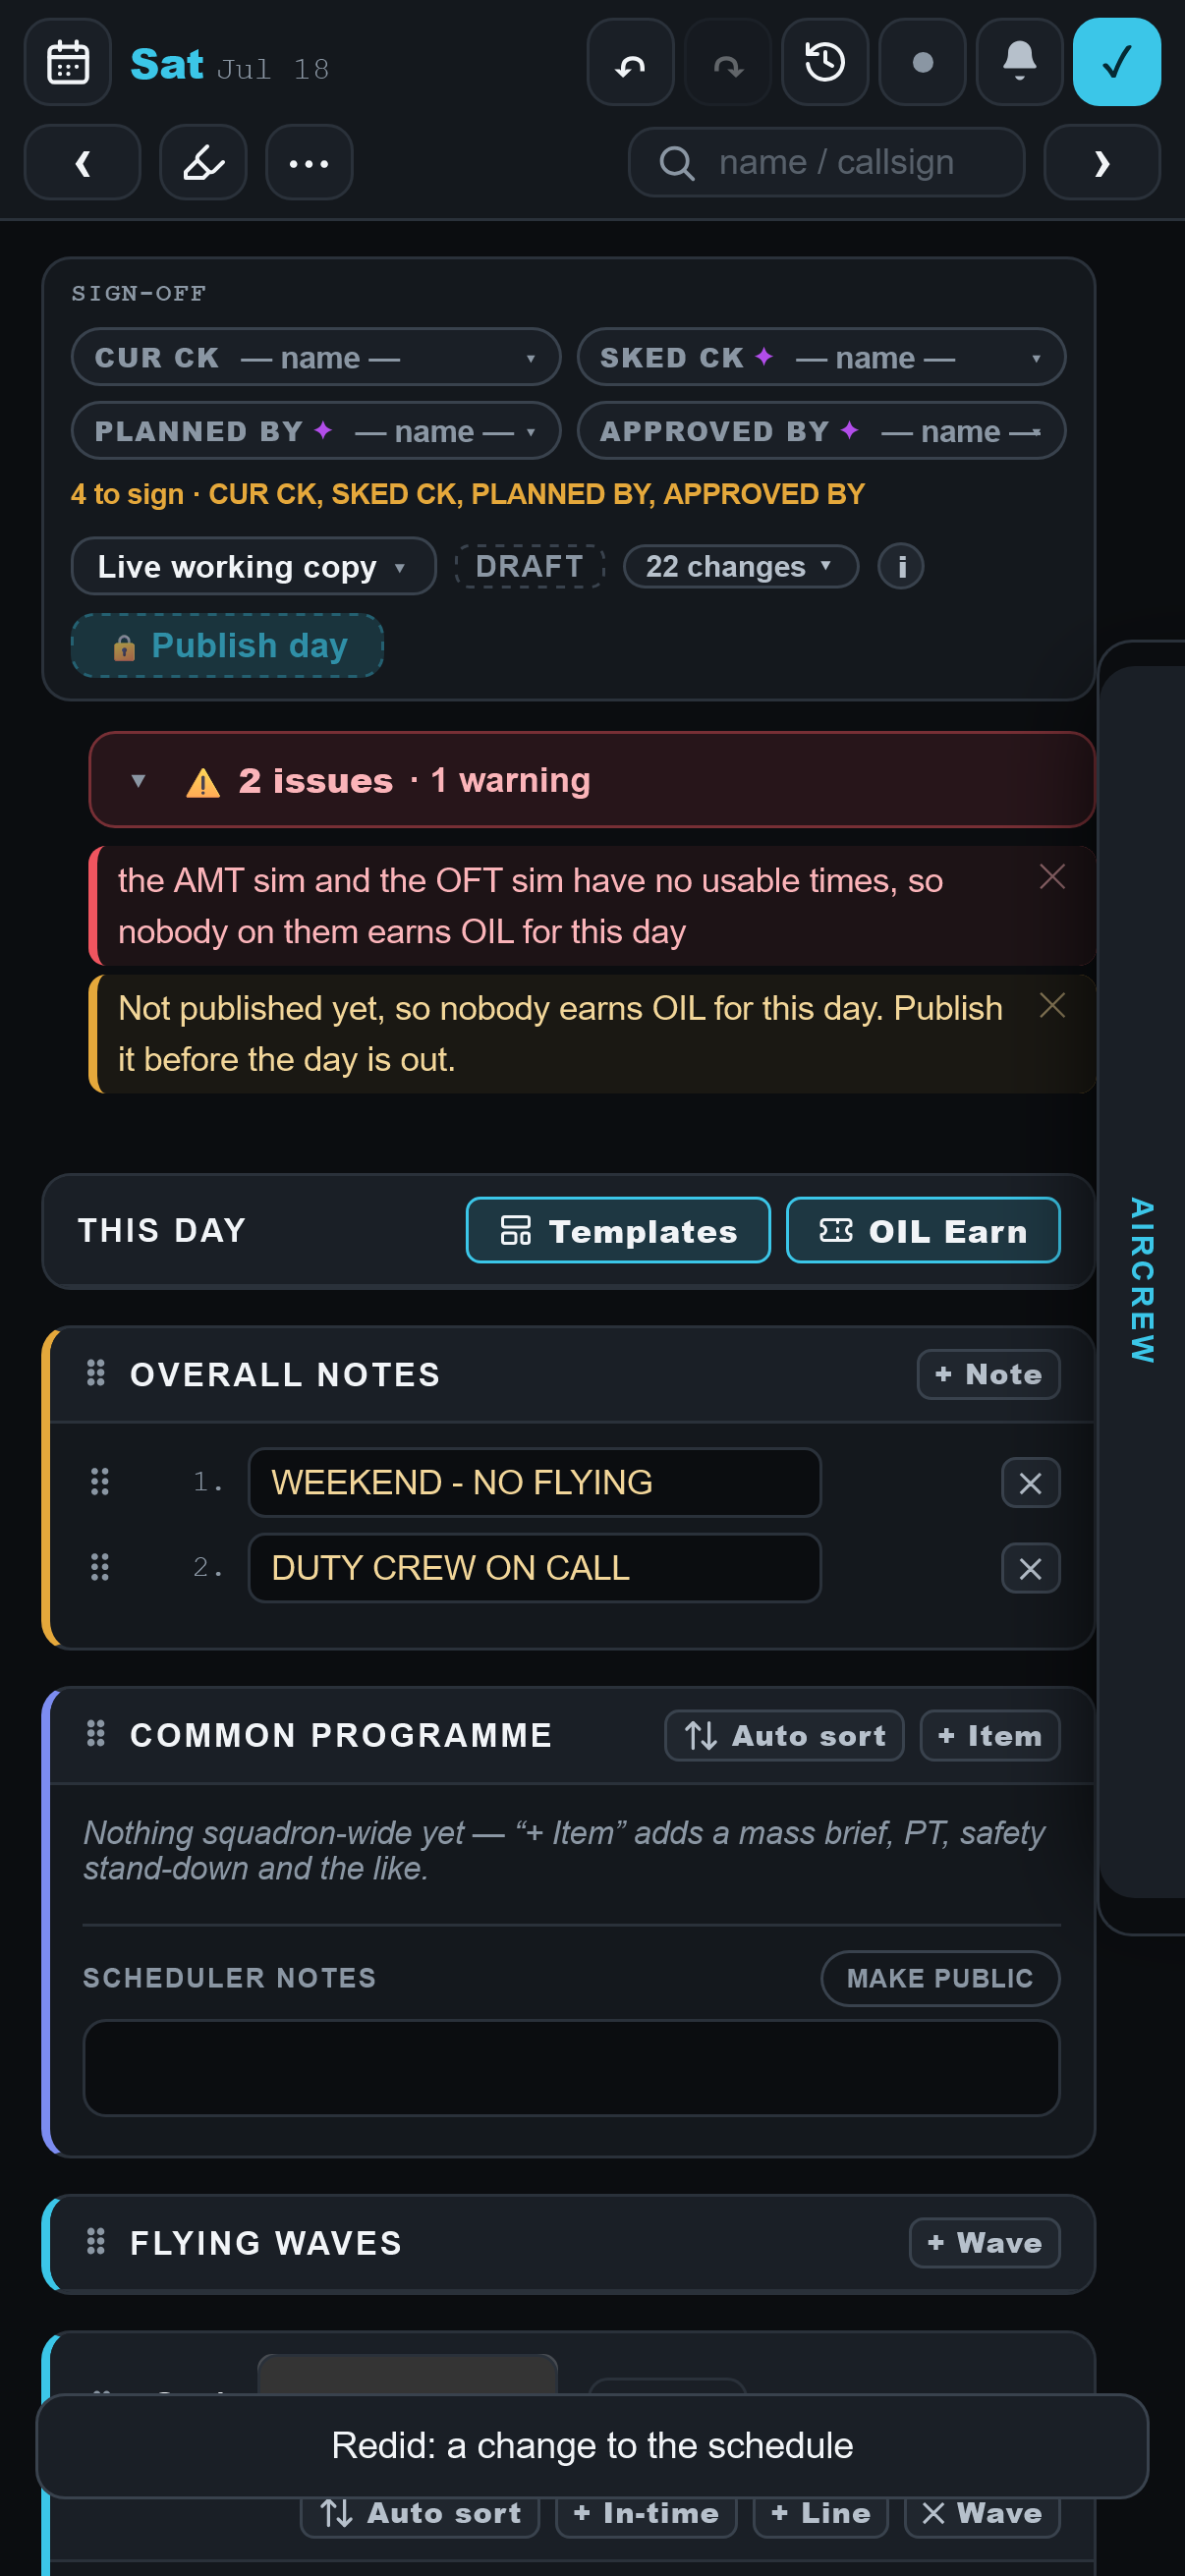 Sat Jul 18
name / callsign
SIGN-OFF
CUR CK — name —
SKED CK — name —
PLANNED BY — name —
APPROVED BY — name —
4 to sign · CUR CK, SKED CK, PLANNED BY, APPROVED BY
Live working copy
DRAFT
22 changes
i
Publish day
2 issues · 1 warning
the AMT sim and the OFT sim have no usable times, so
nobody on them earns OIL for this day
Not published yet, so nobody earns OIL for this day. Publish
it before the day is out.
AIRCREW
THIS DAY
Templates
OIL Earn
OVERALL NOTES
+ Note
1. WEEKEND - NO FLYING
2. DUTY CREW ON CALL
COMMON PROGRAMME
Auto sort
+ Item
Nothing squadron-wide yet — “+ Item” adds a mass brief, PT, safety
stand-down and the like.
SCHEDULER NOTES
MAKE PUBLIC
FLYING WAVES
+ Wave
Redid: a change to the schedule
Auto sort
+ In-time
+ Line
× Wave